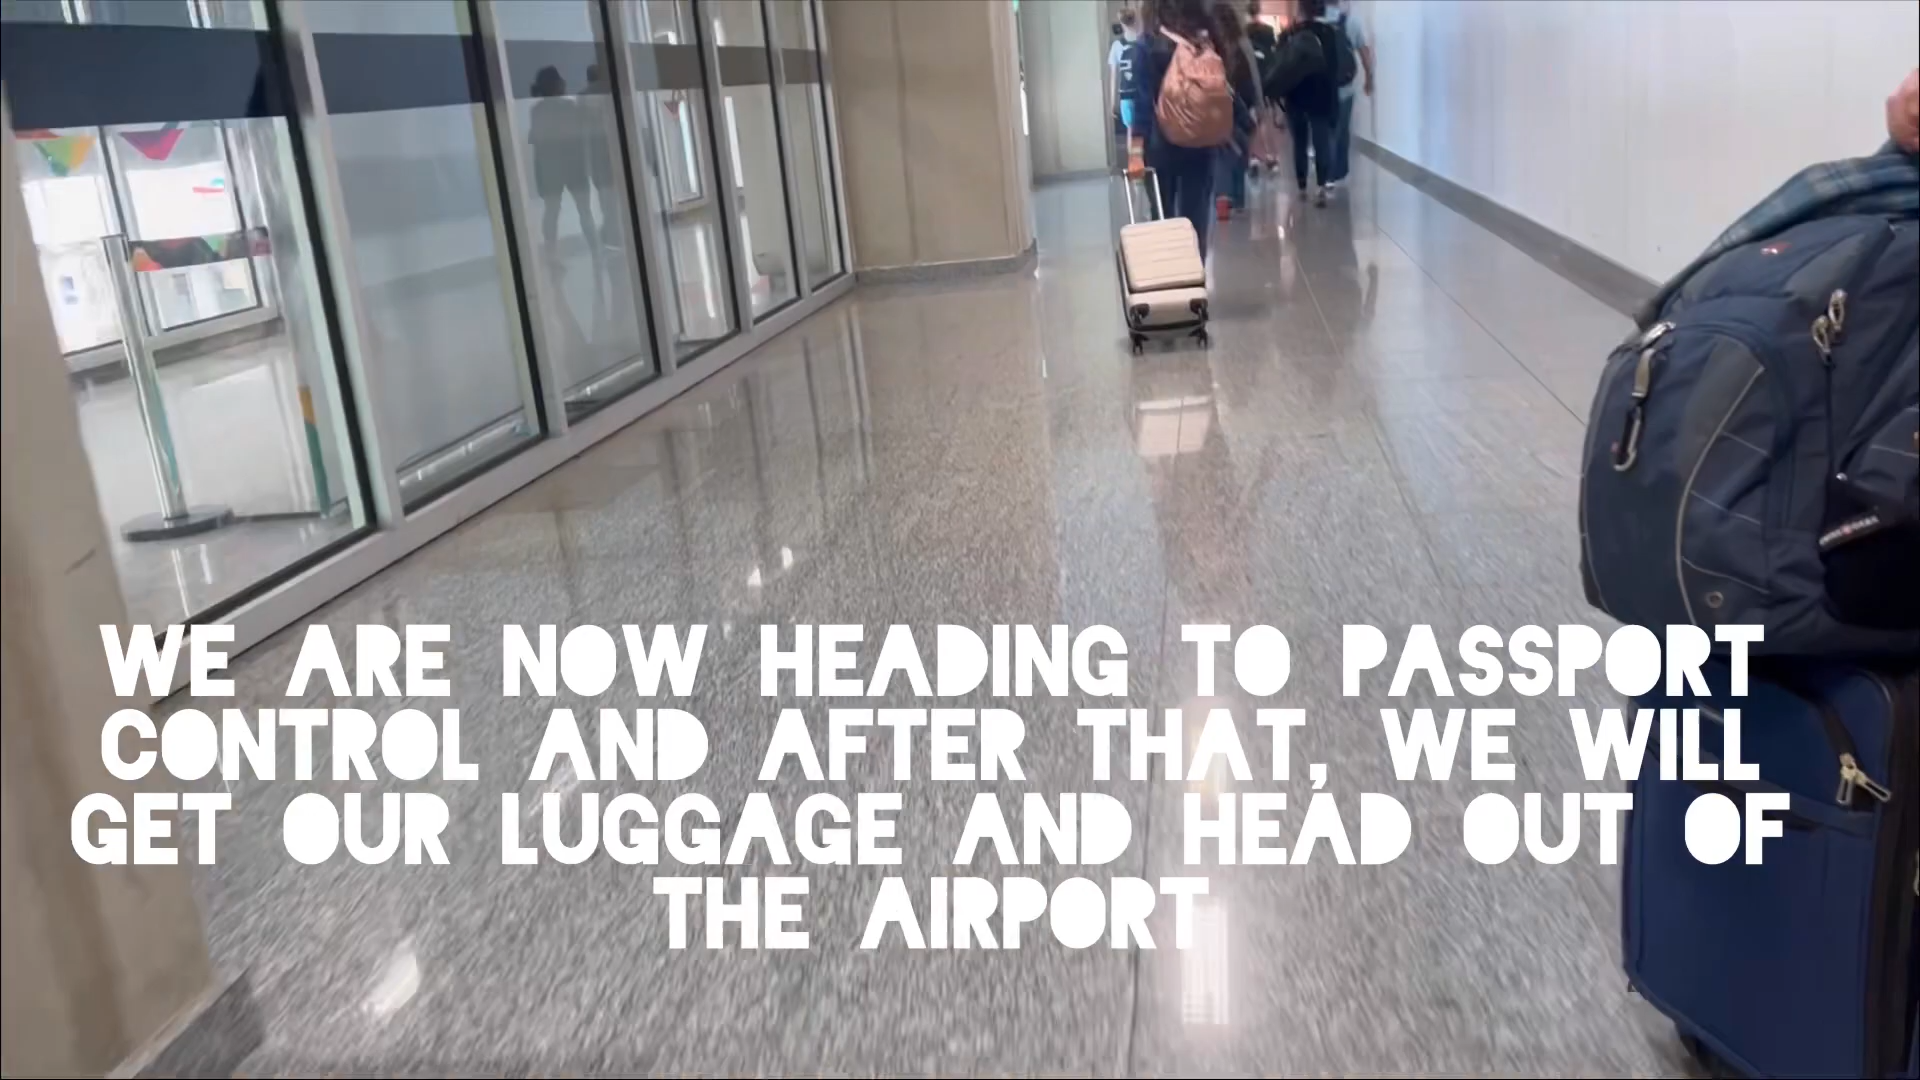 WE ARE NOW HEADING TO PASSPORT
CONTROL AND AFTER THAT, WE WILL
GET OUR LUGGAGE AND HEAD OUT OF
THE AIRPORT